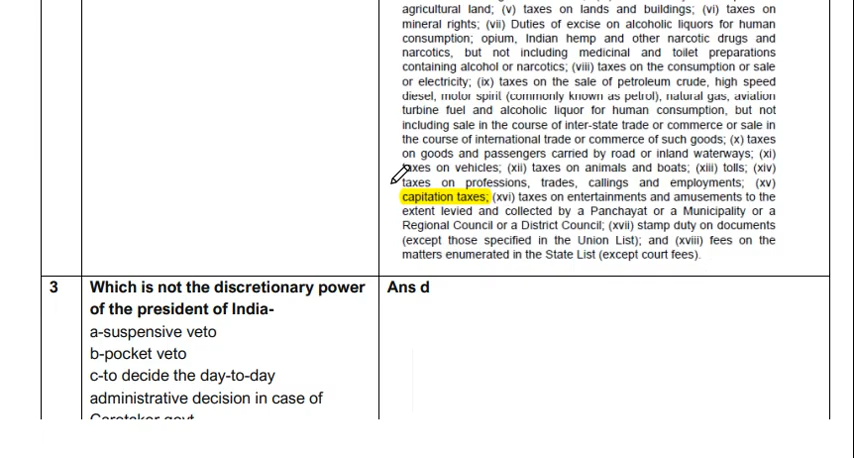 agricultural land; (v) taxes on lands and buildings; (vi) taxes on
mineral rights; (vii) Duties of excise on alcoholic liquors for human
consumption; opium, Indian hemp and other narcotic drugs and
narcotics, but not including medicinal and toilet preparations
containing alcohol or narcotics; (viii) taxes on the consumption or sale
or electricity; (ix) taxes on the sale of petroleum crude, high speed
diesel, motor spirit (commonly known as petrol), natural gas, aviation
turbine fuel and alcoholic liquor for human consumption, but not
including sale in the course of inter-state trade or commerce or sale in
the course of international trade or commerce of such goods; (x) taxes
on goods and passengers carried by road or inland waterways; (xi)
taxes on vehicles; (xii) taxes on animals and boats; (xiii) tolls; (xiv)
taxes on professions, trades, callings and employments; (xv)
capitation taxes; (xvi) taxes on entertainments and amusements to the
extent levied and collected by a Panchayat or a Municipality or a
Regional Council or a District Council; (xvii) stamp duty on documents
(except those specified in the Union List); and (xviii) fees on the
matters enumerated in the State List (except court fees).
3 Which is not the discretionary power
of the president of India-
a-suspensive veto
b-pocket veto
c-to decide the day-to-day
administrative decision in case of
Caretaker govt
Ans d